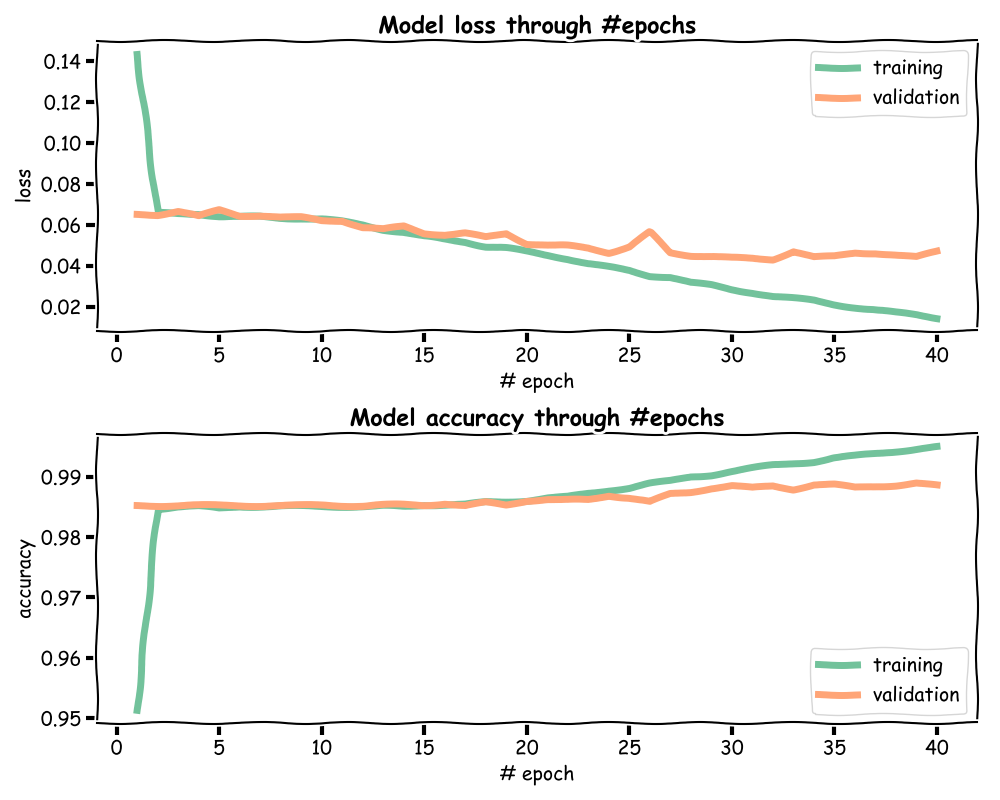 Model loss through #epochs
0.14
0.12
0.10
0.08
0.06
0.04
0.02
loss
training
validation
0 5 10 15 20 25 30 35 40
# epoch
Model accuracy through #epochs
0.99
0.98
0.97
0.96
0.95
accuracy
training
validation
0 5 10 15 20 25 30 35 40
# epoch